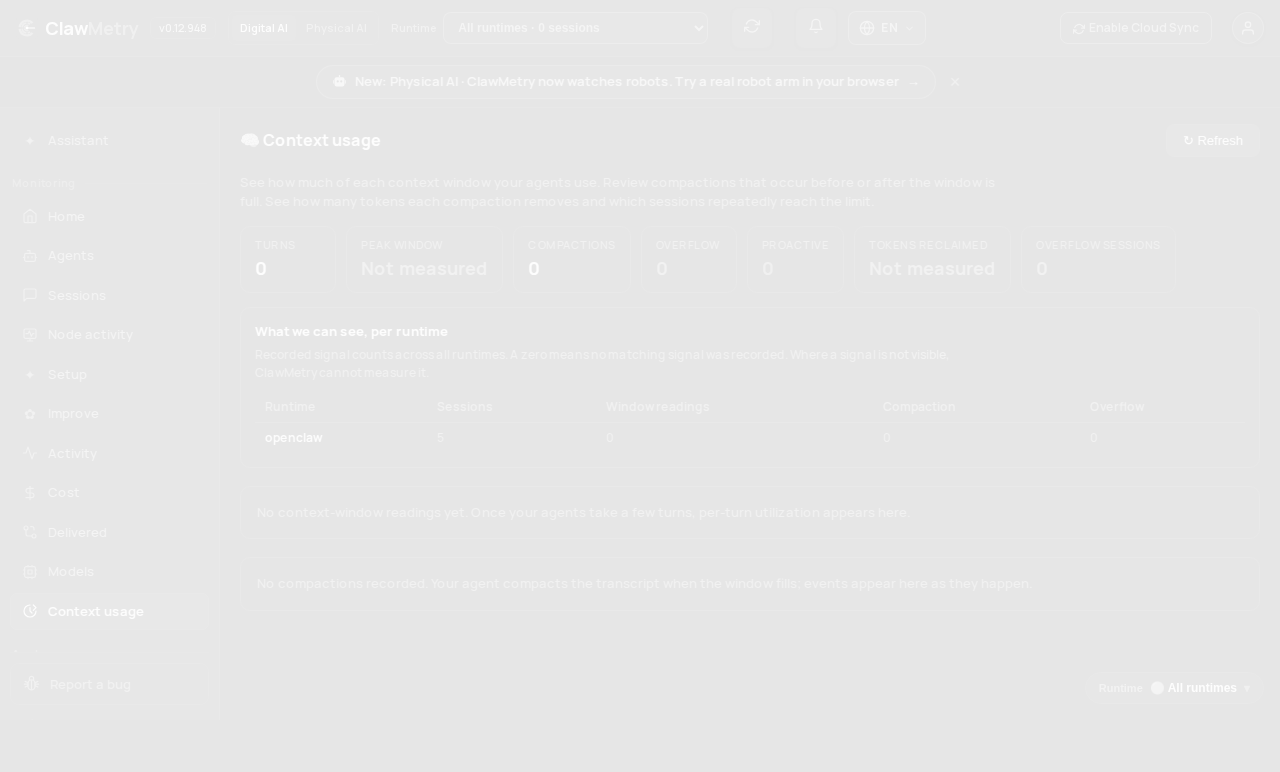 ClawMetry v0.12.948 Digital AI Physical AI Runtime All runtimes - 0 sessions EN Enable Cloud Sync
New: Physical AI · ClawMetry now watches robots. Try a real robot arm in your browser → ×
Assistant
Monitoring
Home
Agents
Sessions
Node activity
Setup
Improve
Activity
Cost
Delivered
Models
Context usage
Report a bug
Context usage
↻ Refresh
See how much of each context window your agents use. Review compactions that occur before or after the window is
full. See how many tokens each compaction removes and which sessions repeatedly reach the limit.
TURNS PEAK WINDOW COMPACTIONS OVERFLOW PROACTIVE TOKENS RECLAIMED OVERFLOW SESSIONS
0 Not measured 0 0 0 Not measured 0
What we can see, per runtime
Recorded signal counts across all runtimes. A zero means no matching signal was recorded. Where a signal is not visible,
ClawMetry cannot measure it.
Runtime Sessions Window readings Compaction Overflow
openclaw 5 0 0 0
No context-window readings yet. Once your agents take a few turns, per-turn utilization appears here.
No compactions recorded. Your agent compacts the transcript when the window fills, events appear here as they happen.
Runtime All runtimes ▾